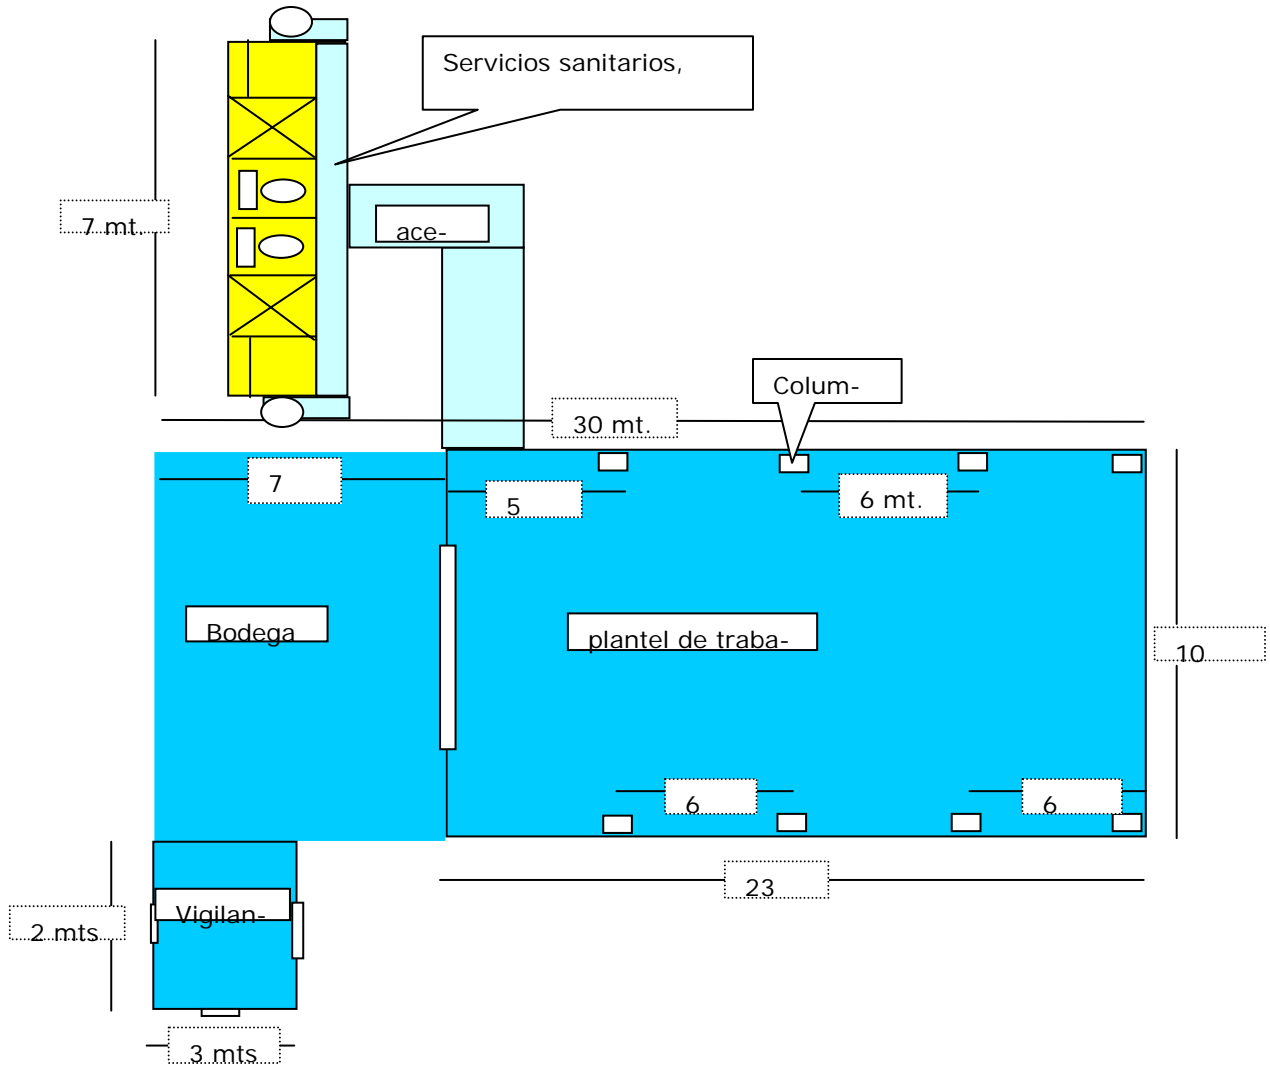 Servicios sanitarios,
7 mt.
ace-
Colum-
30 mt.
7
5
6 mt.
Bodega
plantel de traba-
10
6
6
23
Vigilan-
2 mts
3 mts